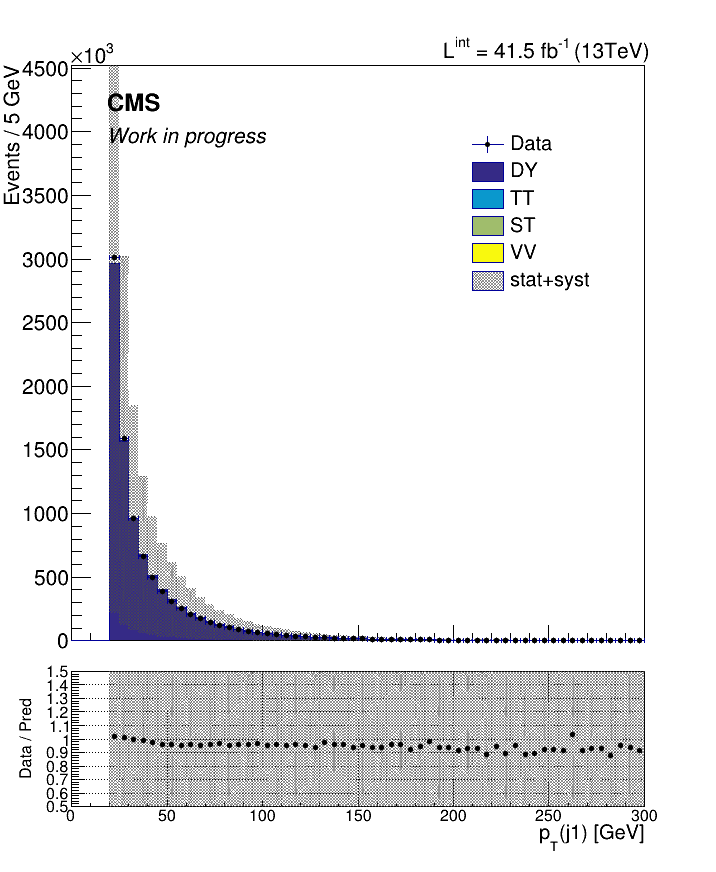 ×10³
L^int = 41.5 fb⁻¹ (13TeV)
Events / 5 GeV
4500
4000
3500
3000
2500
2000
1500
1000
500
0
CMS
Work in progress
Data
DY
TT
ST
VV
stat+syst
Data / Pred
1.5
1.4
1.3
1.2
1.1
1
0.9
0.8
0.7
0.6
0.5
0 50 100 150 200 250 300
p_T(j1) [GeV]